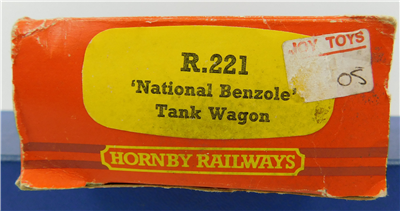 R.221
'National Benzole'
Tank Wagon
JOY TOYS
05
HORNBY RAILWAYS